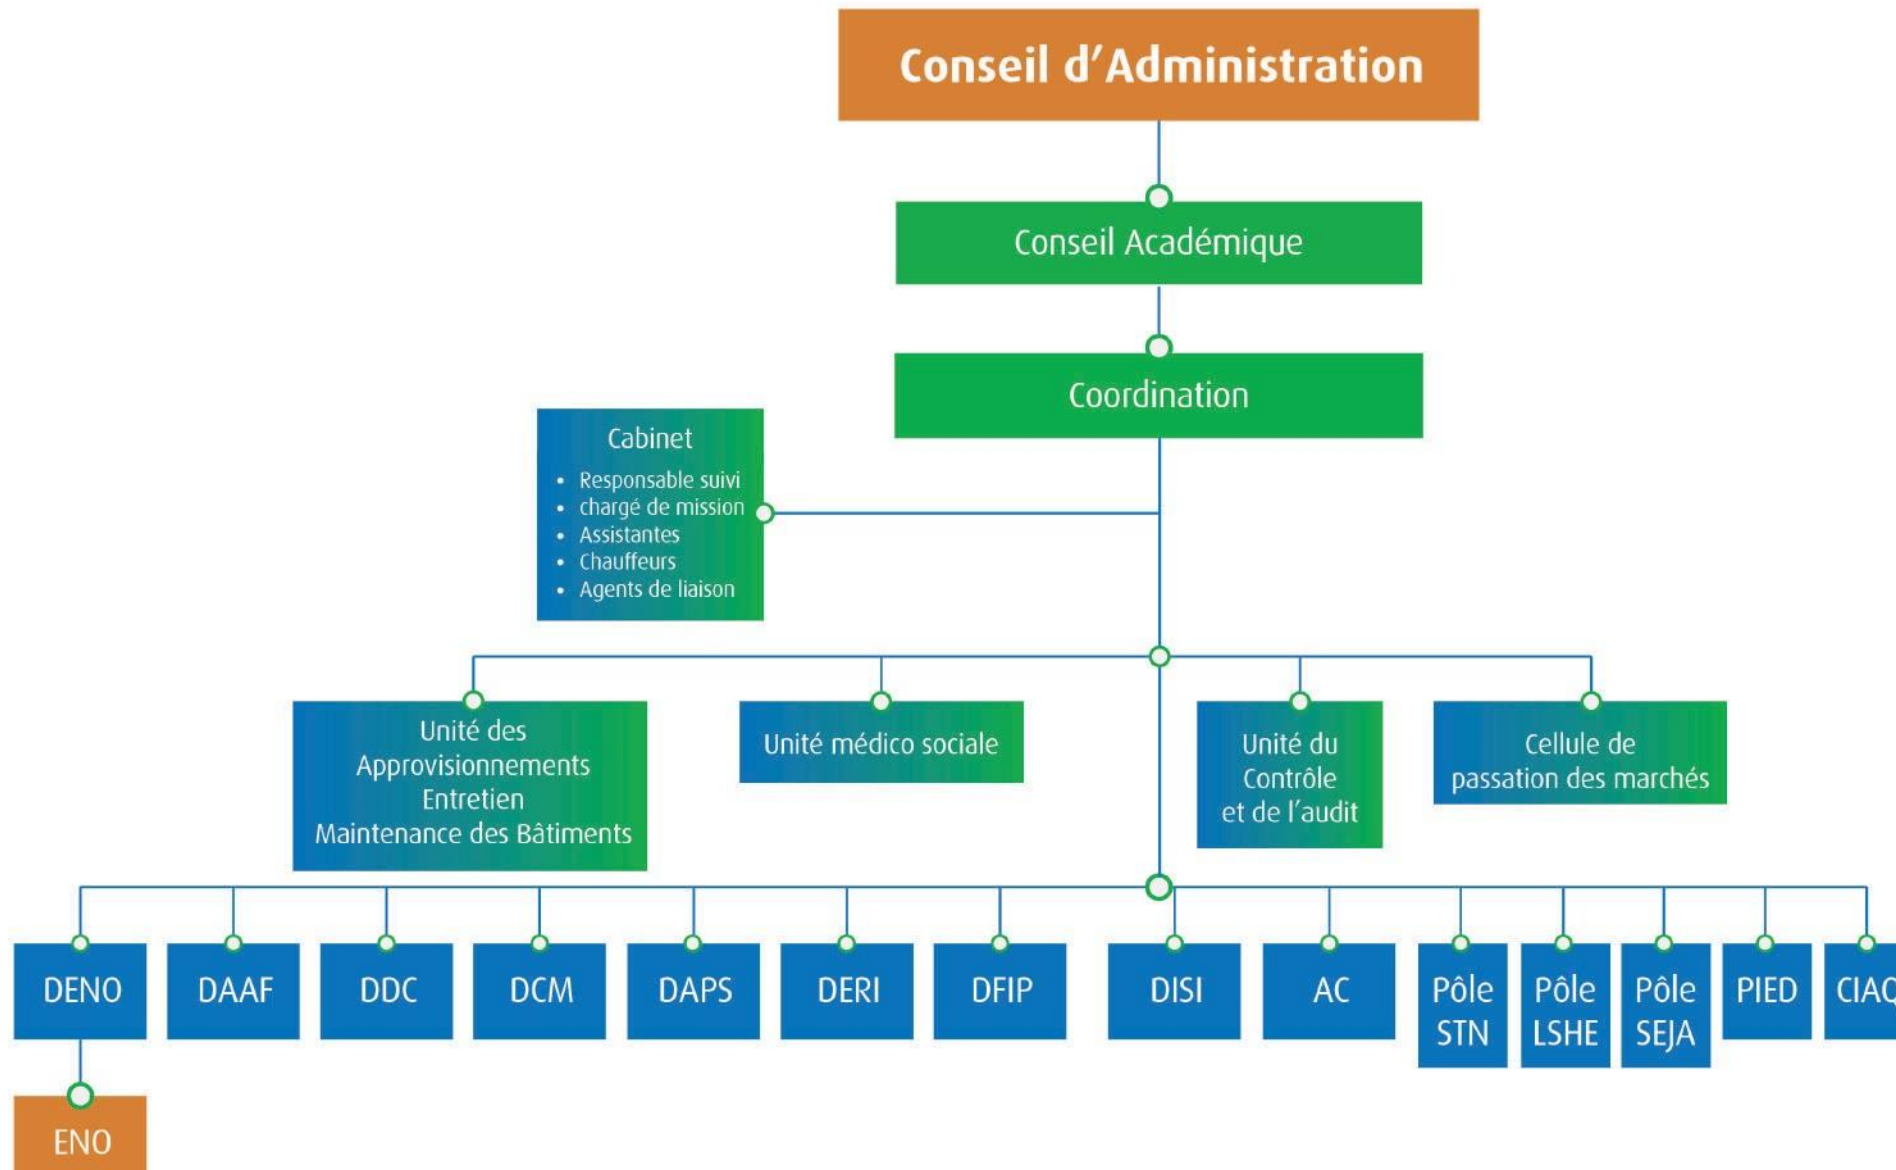 Conseil d'Administration
Conseil Académique
Coordination
Cabinet
• Responsable suivi
• chargé de mission
• Assistantes
• Chauffeurs
• Agents de liaison
Unité des
Approvisionnements
Entretien
Maintenance des Bâtiments
Unité médico sociale
Unité du
Contrôle
et de l'audit
Cellule de
passation des marchés
DENO
DAAF
DDC
DCM
DAPS
DERI
DFIP
DISI
AC
Pôle
STN
Pôle
LSHE
Pôle
SEJA
PIED
CIAQ
ENO